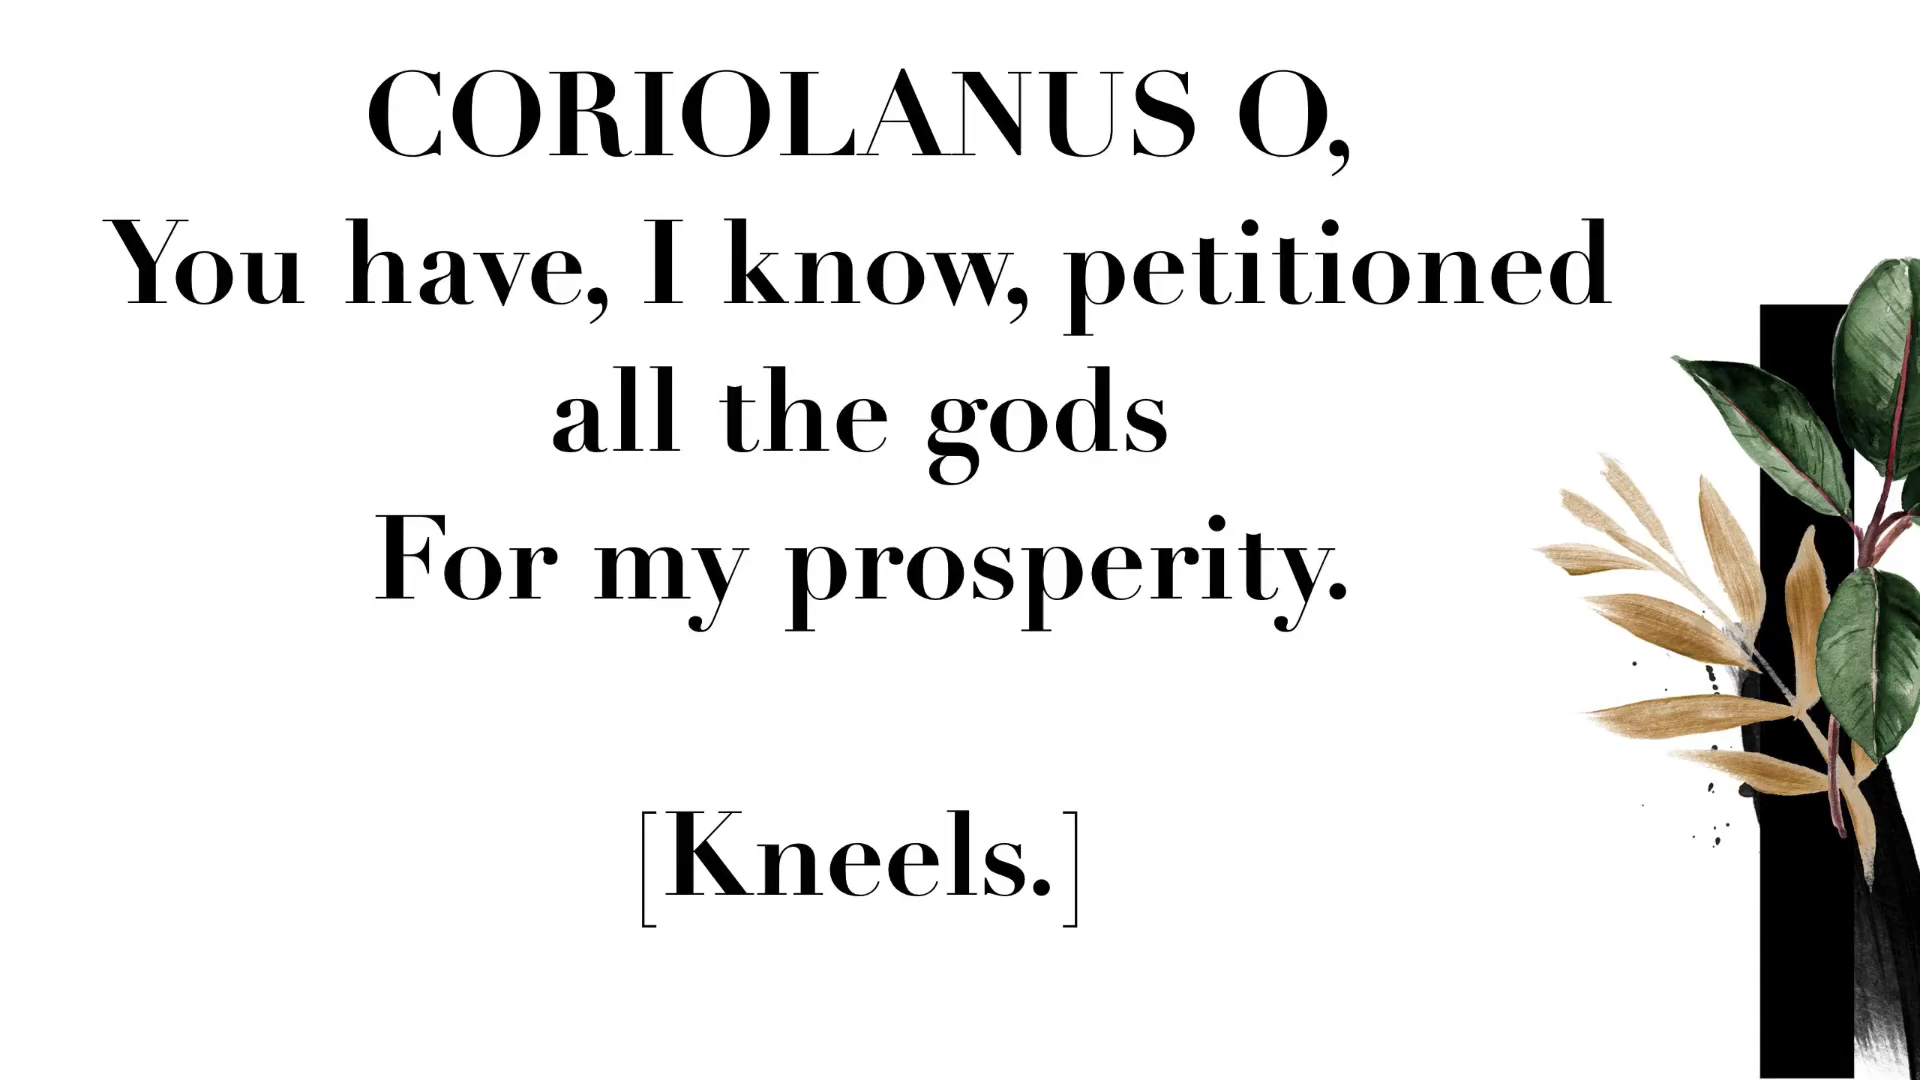 CORIOLANUS O,
You have, I know, petitioned
all the gods
For my prosperity.
[Kneels.]